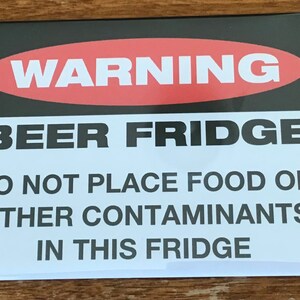 WARNING
BEER FRIDGE
O NOT PLACE FOOD O
THER CONTAMINANTS
IN THIS FRIDGE